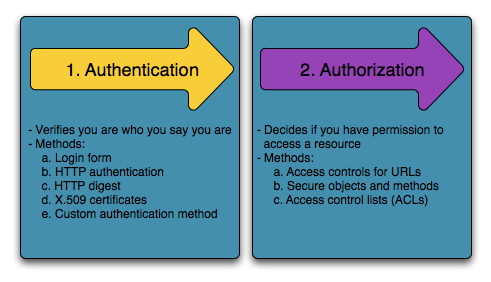 1. Authentication
- Verifies you are who you say you are
- Methods:
a. Login form
b. HTTP authentication
c. HTTP digest
d. X.509 certificates
e. Custom authentication method
2. Authorization
- Decides if you have permission to
access a resource
- Methods:
a. Access controls for URLs
b. Secure objects and methods
c. Access control lists (ACLs)